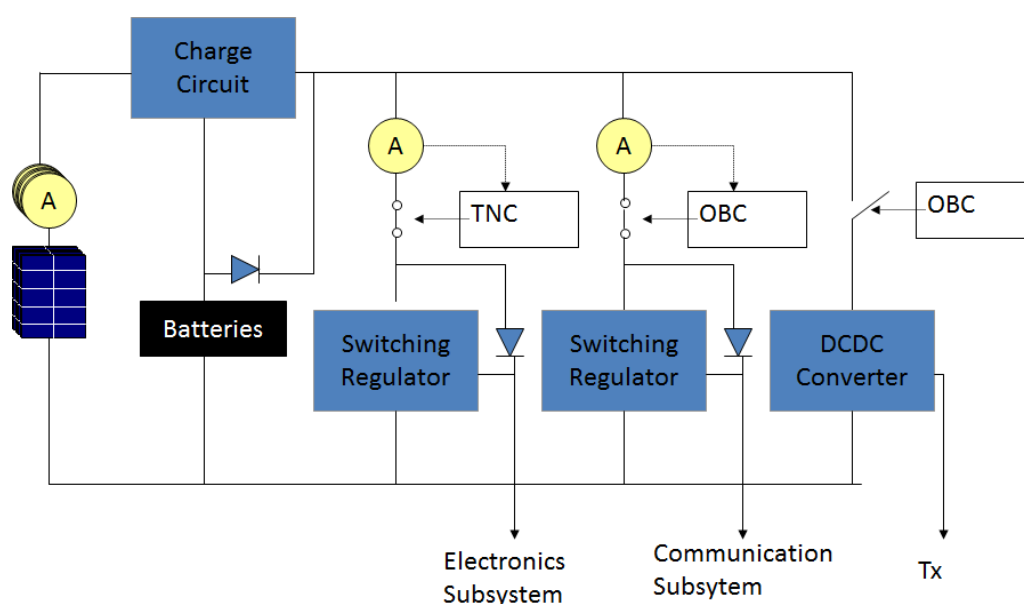 Charge
Circuit
A
A
A
TNC
OBC
OBC
Batteries
Switching
Regulator
Switching
Regulator
DCDC
Converter
Electronics
Subsystem
Communication
Subsytem
Tx